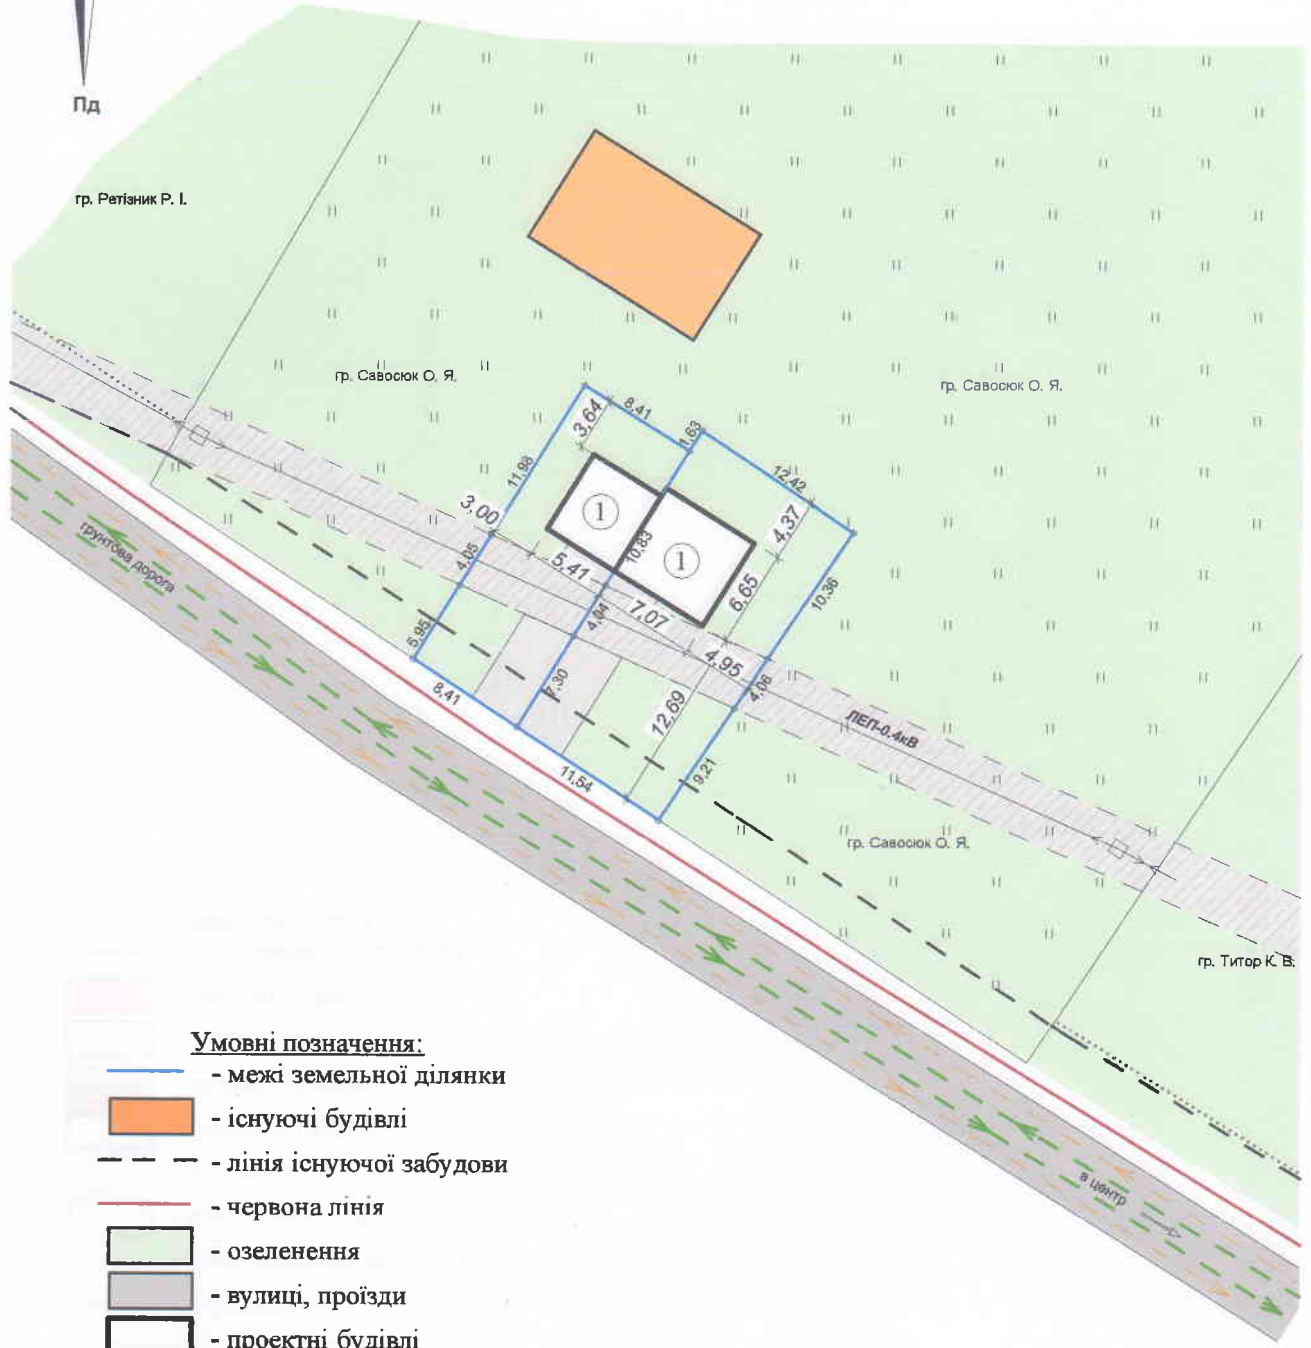 Пд
гр. Ретізник Р. І.
гр. Савосюк О. Я.
гр. Савосюк О. Я.
8,41
3,64
1,63
11,98
12,42
3,00
1
4,37
10,83
1
4,05
5,41
6,65
10,36
ґрунтова дорога
7,07
4,04
5,95
4,95
4,06
8,41
7,30
12,69
ЛЕП-0.4кВ
11,54
9,21
гр. Савосюк О. Я.
гр. Титор К. В.
в центр
Умовні позначення:
- межі земельної ділянки
- існуючі будівлі
- лінія існуючої забудови
- червона лінія
- озеленення
- вулиці, проїзди
- проектні будівлі